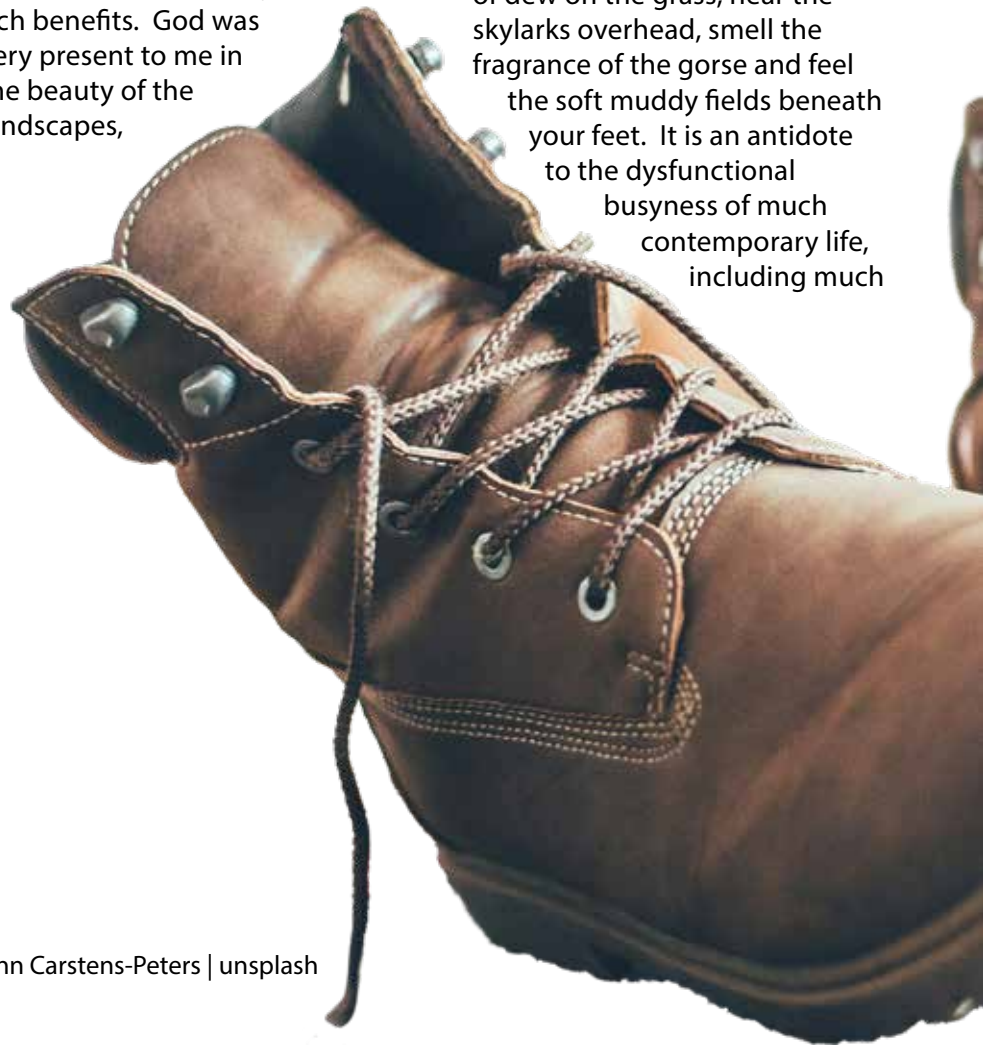 ch benefits.  God was
ery present to me in
he beauty of the
ndscapes,
of dew on the grass, hear the
skylarks overhead, smell the
fragrance of the gorse and feel
the soft muddy fields beneath
your feet.  It is an antidote
to the dysfunctional
busyness of much
contemporary life,
including much
nn Carstens-Peters | unsplash